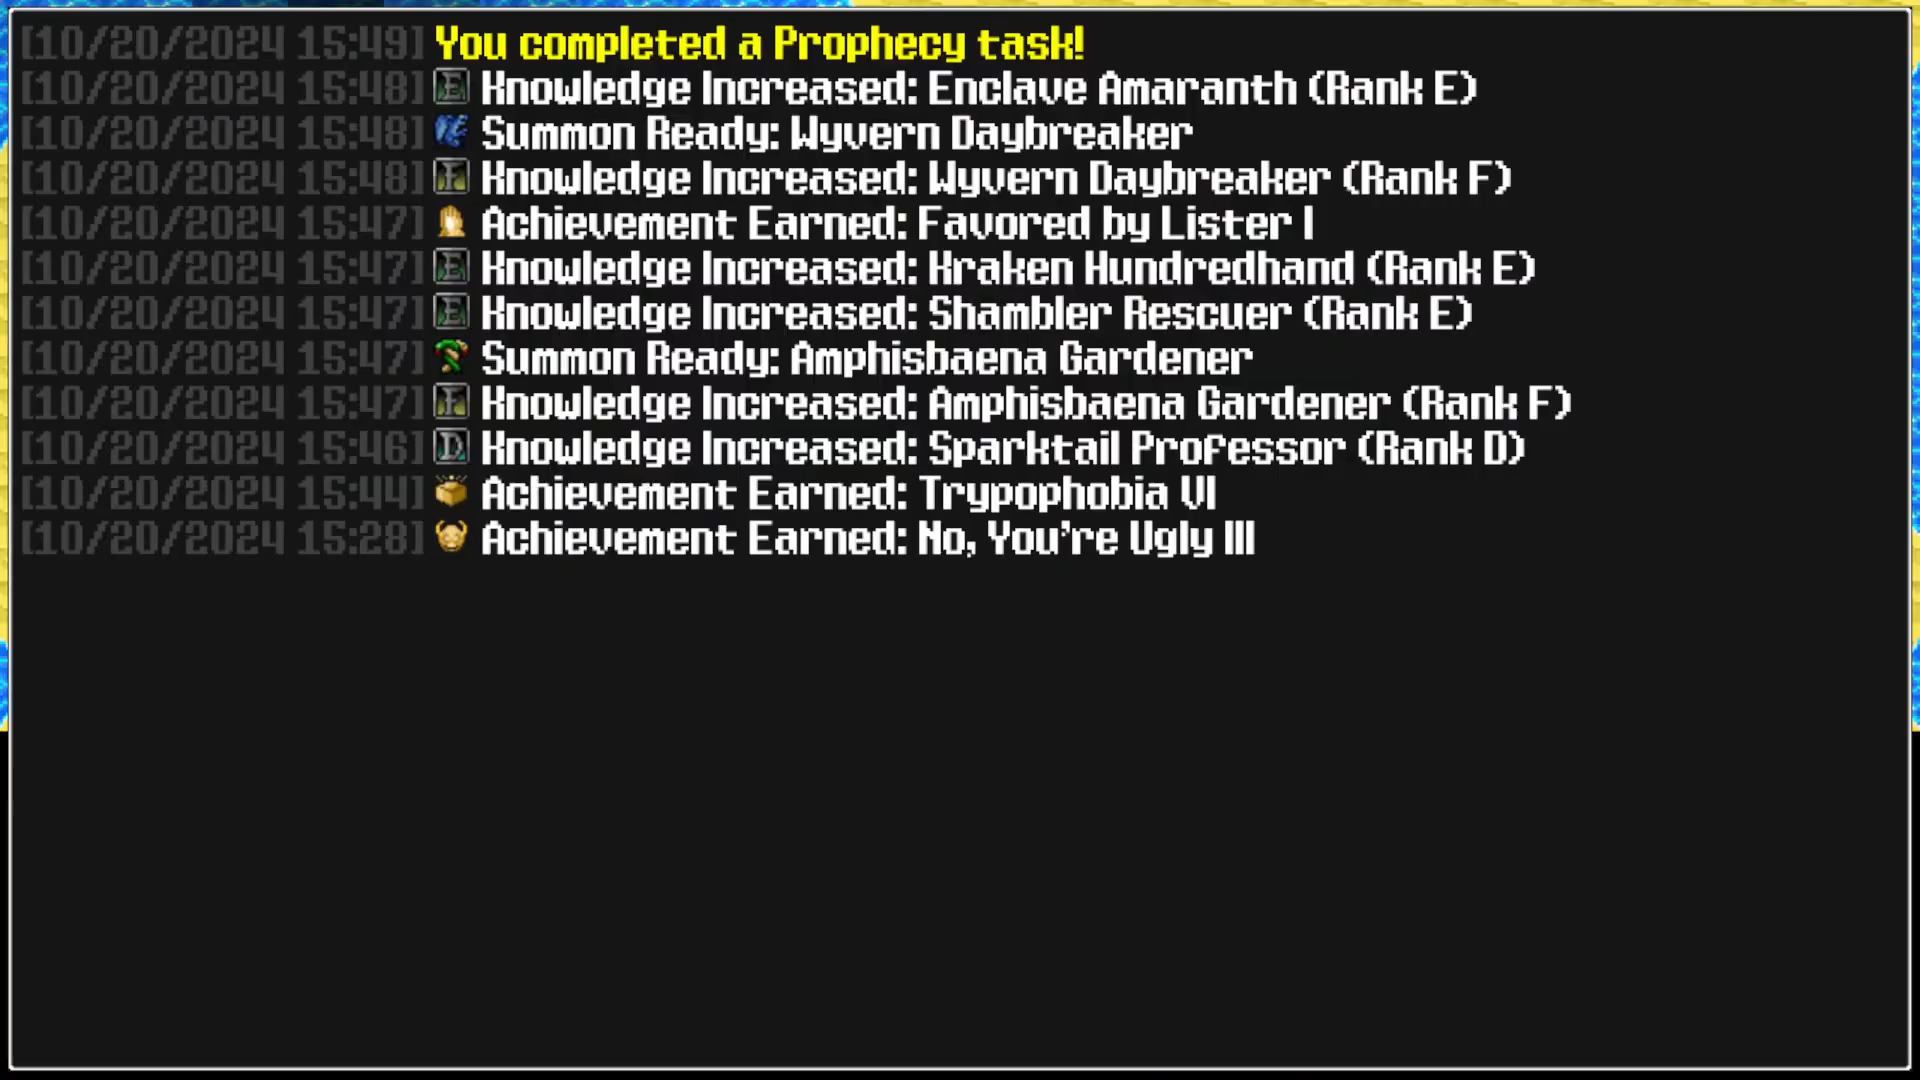 [10/20/2024 15:49] You completed a Prophecy task!
[10/20/2024 15:48] E Knowledge Increased: Enclave Amaranth (Rank E)
[10/20/2024 15:48] Summon Ready: Wyvern Daybreaker
[10/20/2024 15:48] F Knowledge Increased: Wyvern Daybreaker (Rank F)
[10/20/2024 15:47] Achievement Earned: Favored by Lister I
[10/20/2024 15:47] E Knowledge Increased: Kraken Hundredhand (Rank E)
[10/20/2024 15:47] E Knowledge Increased: Shambler Rescuer (Rank E)
[10/20/2024 15:47] Summon Ready: Amphisbaena Gardener
[10/20/2024 15:47] F Knowledge Increased: Amphisbaena Gardener (Rank F)
[10/20/2024 15:46] D Knowledge Increased: Sparktail Professor (Rank D)
[10/20/2024 15:44] Achievement Earned: Trypophobia VI
[10/20/2024 15:28] Achievement Earned: No, You're Ugly III